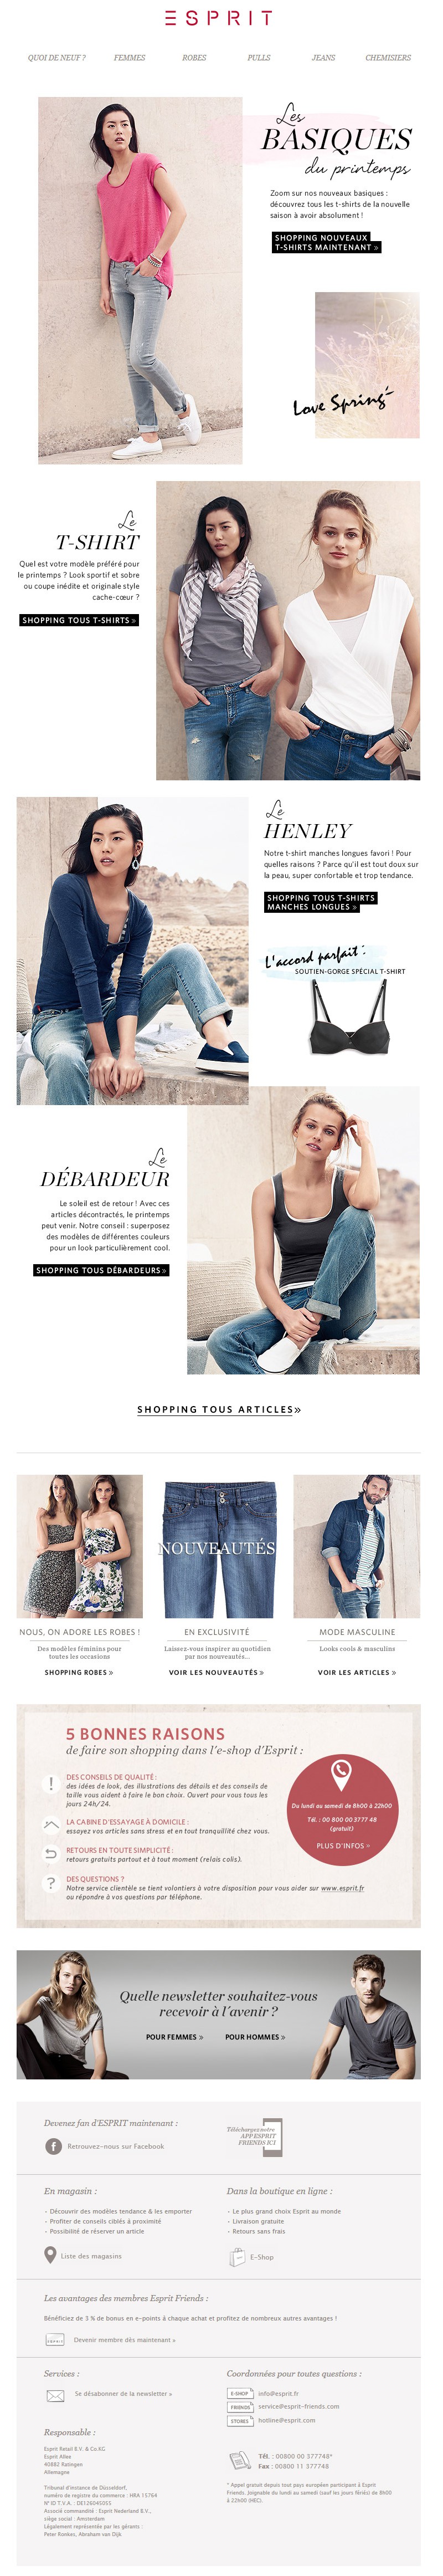 ESPRIT
QUOI DE NEUF ? FEMMES ROBES PULLS JEANS CHEMISIERS
Les
BASIQUES
du printemps
Zoom sur nos nouveaux basiques :
découvrez tous les t-shirts de la nouvelle
saison à avoir absolument !
SHOPPING NOUVEAUX
T-SHIRTS MAINTENANT »
Love Spring
Le
T-SHIRT
Quel est votre modèle préféré pour
le printemps ? Look sportif et sobre
ou coupe inédite et originale style
cache-cœur ?
SHOPPING TOUS T-SHIRTS »
Le
HENLEY
Notre t-shirt manches longues favori ! Pour
quelles raisons ? Parce qu'il est tout doux sur
la peau, super confortable et trop tendance.
SHOPPING TOUS T-SHIRTS
MANCHES LONGUES »
L'accord parfait :
SOUTIEN-GORGE SPÉCIAL T-SHIRT
Le
DÉBARDEUR
Le soleil est de retour ! Avec ces
articles décontractés, le printemps
peut venir. Notre conseil : superposez
des modèles de différentes couleurs
pour un look particulièrement cool.
SHOPPING TOUS DÉBARDEURS »
SHOPPING TOUS ARTICLES »
NOUVEAUTÉS
NOUS, ON ADORE LES ROBES !
Des modèles féminins pour
toutes les occasions
SHOPPING ROBES »
EN EXCLUSIVITÉ
Laissez-vous inspirer au quotidien
par nos nouveautés...
VOIR LES NOUVEAUTÉS »
MODE MASCULINE
Looks cools & masculins
VOIR LES ARTICLES »
5 BONNES RAISONS
de faire son shopping dans l'e-shop d'Esprit :
DES CONSEILS DE QUALITÉ :
des idées de look, des illustrations des détails et des conseils de
taille vous aident à faire le bon choix. Ouvert pour vous tous les
jours 24h/24.
LA CABINE D'ESSAYAGE À DOMICILE :
essayez vos articles sans stress et en tout tranquillité chez vous.
RETOURS EN TOUTE SIMPLICITÉ :
retours gratuits partout et à tout moment (relais colis).
DES QUESTIONS ?
Notre service clientèle se tient volontiers à votre disposition pour vous aider sur www.esprit.fr
ou répondre à vos questions par téléphone.
Du lundi au samedi de 8h00 à 22h00
Tél. : 00 800 00 3777 48
(gratuit)
PLUS D'INFOS »
Quelle newsletter souhaitez-vous
recevoir à l'avenir ?
POUR FEMMES » POUR HOMMES »
Devenez fan d'ESPRIT maintenant :
Retrouvez-nous sur Facebook
Téléchargez notre
APP ESPRIT
FRIENDS ICI
En magasin :
- Découvrir des modèles tendance & les emporter
- Profiter de conseils ciblés à proximité
- Possibilité de réserver un article
Liste des magasins
Dans la boutique en ligne :
- Le plus grand choix Esprit au monde
- Livraison gratuite
- Retours sans frais
E-Shop
Les avantages des membres Esprit Friends :
Bénéficiez de 3 % de bonus en e-points à chaque achat et profitez de nombreux autres avantages !
ESPRIT
Devenir membre dès maintenant »
Services :
Se désabonner de la newsletter »
Coordonnées pour toutes questions :
E-SHOP info@esprit.fr
FRIENDS service@esprit-friends.com
STORES hotline@esprit.com
Responsable :
Esprit Retail B.V. & Co.KG
Esprit Allee
40882 Ratingen
Allemagne
Tribunal d'instance de Düsseldorf,
numéro de registre du commerce : HRA 15764
N° ID T.V.A. : DE126045055
Associé commandité : Esprit Nederland B.V.,
siège social : Amsterdam
Légalement représentée par les gérants :
Peter Ronkes, Abraham van Dijk
Tél. : 00800 00 377748*
Fax : 00800 11 377748
* Appel gratuit depuis tout pays européen participant à Esprit
Friends. Joignable du lundi au samedi (sauf les jours fériés) de 8h00
à 22h00 (HEC).